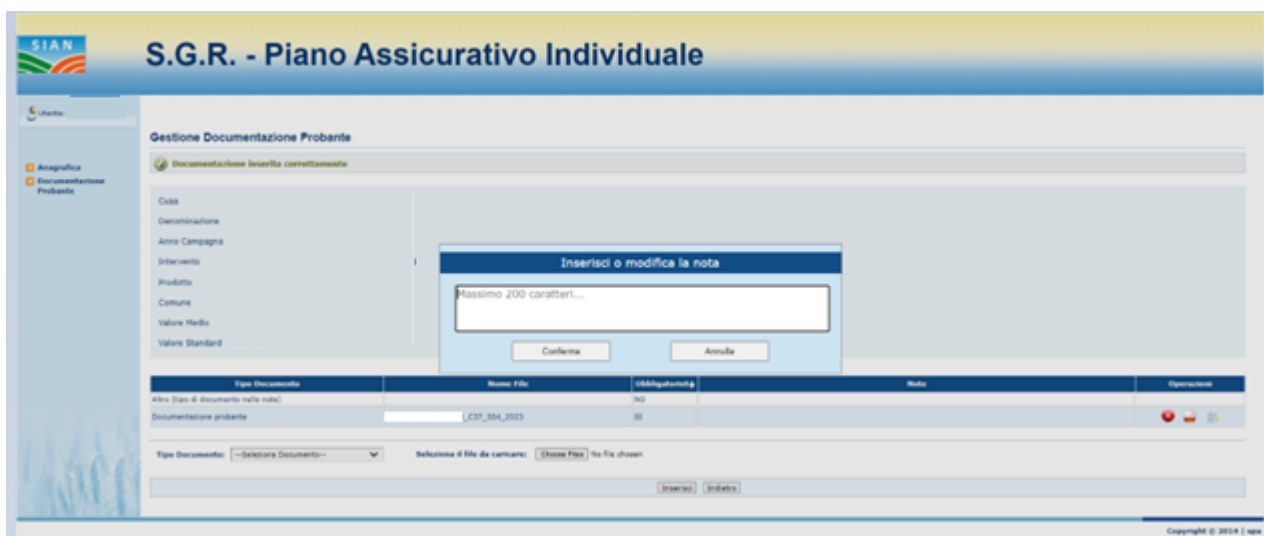 SIAN
S.G.R. - Piano Assicurativo Individuale
Utente:
Anagrafica
Documentazione
Probante
Gestione Documentazione Probante
Documentazione inserita correttamente
Cuaa
Denominazione
Anno Campagna
Intervento
Prodotto
Comune
Valore Medio
Valore Standard
Inserisci o modifica la nota
Massimo 200 caratteri...
Conferma Annulla
Tipo Documento Nome File Obbligatorietà Note Operazioni
Altro (tipo di documento nella nota) NO
Documentazione probante _C37_304_2023 SI
Tipo Documento: --Seleziona Documento-- Seleziona il file da caricare: Choose Files No file chosen
Inserisci Indietro
Copyright © 2014 |